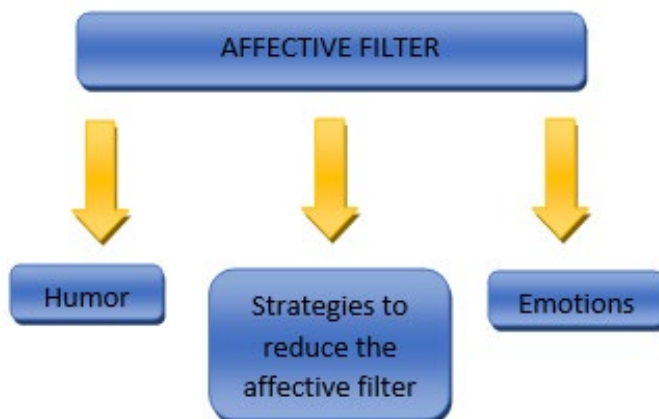 AFFECTIVE FILTER
Humor
Strategies to
reduce the
affective filter
Emotions